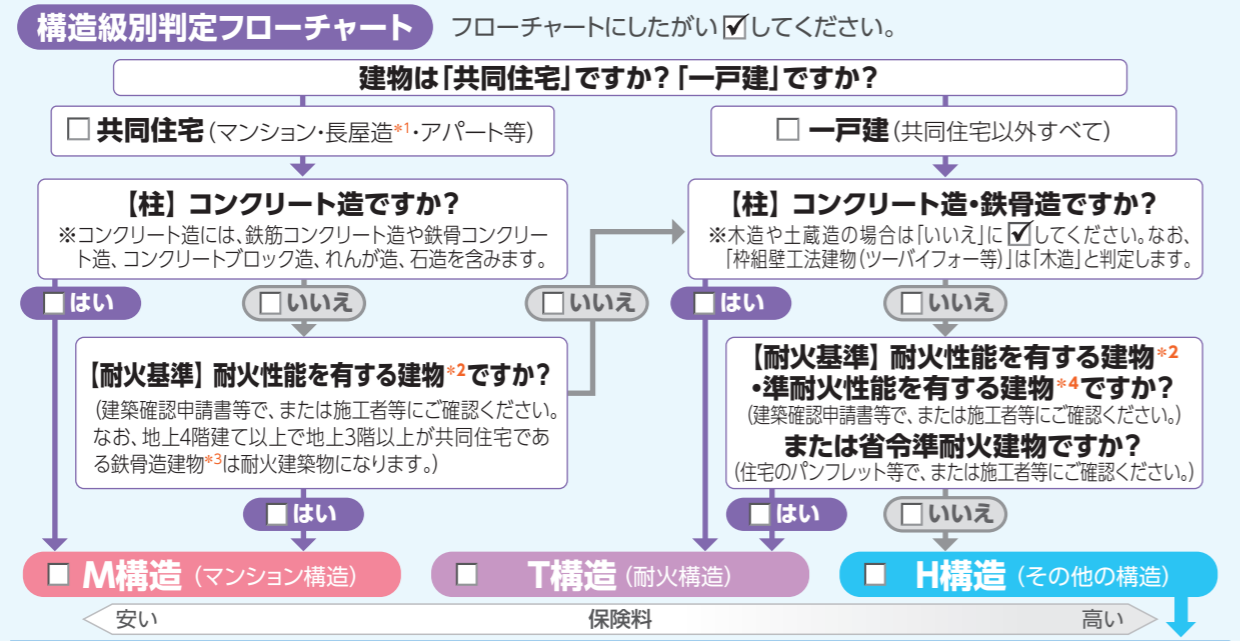 構造級別判定フローチャート フローチャートにしたがい☑してください。
建物は「共同住宅」ですか?「一戸建」ですか?
□共同住宅(マンション・長屋造*1・アパート等)
□一戸建(共同住宅以外すべて)
【柱】コンクリート造ですか?
※コンクリート造には、鉄筋コンクリート造や鉄骨コンクリー
ト造、コンクリートブロック造、れんが造、石造を含みます。
【柱】コンクリート造・鉄骨造ですか?
※木造や土蔵造の場合は「いいえ」に☑してください。なお、
「枠組壁工法建物(ツーバイフォー等)」は「木造」と判定します。
□はい
□いいえ
□いいえ
□はい
□いいえ
【耐火基準】耐火性能を有する建物*2ですか?
(建築確認申請書等で、または施工者等にご確認ください。
なお、地上4階建て以上で地上3階以上が共同住宅であ
る鉄骨造建物*3は耐火建築物になります。)
【耐火基準】耐火性能を有する建物*2
・準耐火性能を有する建物*4ですか?
(建築確認申請書等で、または施工者等にご確認ください。)
または省令準耐火建物ですか?
(住宅のパンフレット等で、または施工者等にご確認ください。)
□はい
□はい
□いいえ
□ M構造(マンション構造)
□ T構造(耐火構造)
□ H構造(その他の構造)
安い 保険料 高い